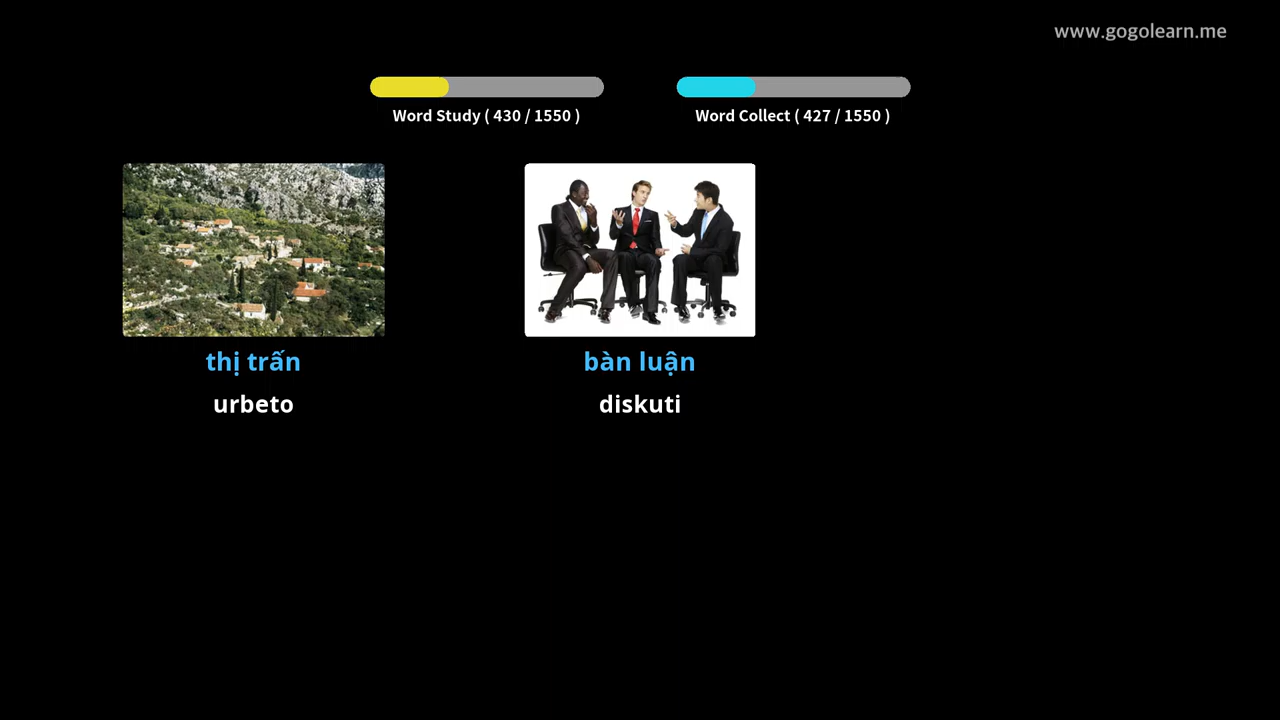 www.gogolearn.me
Word Study ( 430 / 1550 )
Word Collect ( 427 / 1550 )
thị trấn
bàn luận
urbeto
diskuti